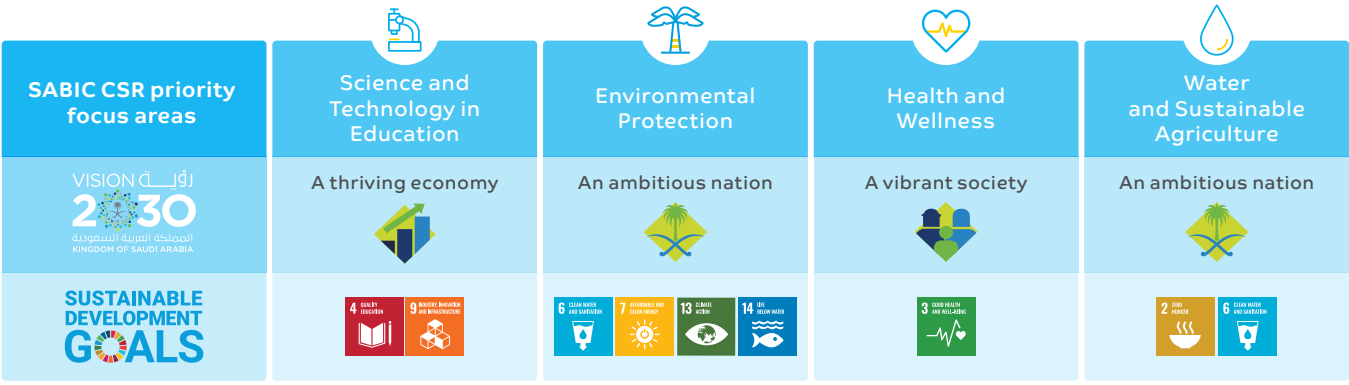 SABIC CSR priority
focus areas
Science and
Technology in
Education
Environmental
Protection
Health and
Wellness
Water
and Sustainable
Agriculture
VISION رؤيــة
2030
المملكة العربية السعودية
KINGDOM OF SAUDI ARABIA
A thriving economy
An ambitious nation
A vibrant society
An ambitious nation
SUSTAINABLE
DEVELOPMENT
GOALS
4 QUALITY
EDUCATION
9 INDUSTRY, INNOVATION
AND INFRASTRUCTURE
6 CLEAN WATER
AND SANITATION
7 AFFORDABLE AND
CLEAN ENERGY
13 CLIMATE
ACTION
14 LIFE
BELOW WATER
3 GOOD HEALTH
AND WELL-BEING
2 ZERO
HUNGER
6 CLEAN WATER
AND SANITATION